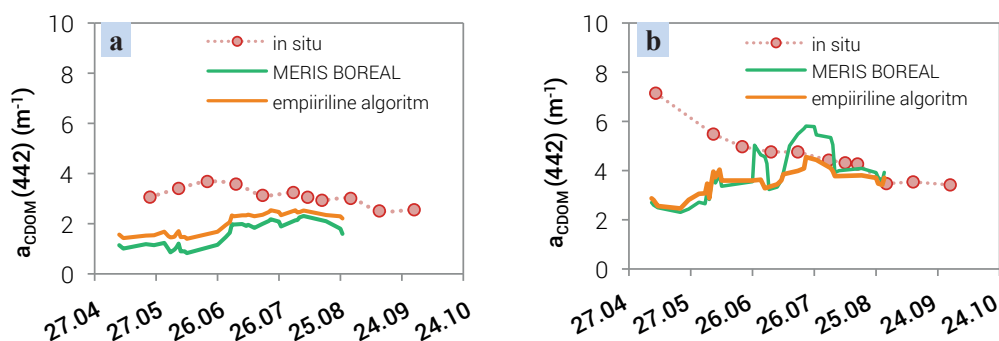 a
in situ
MERIS BOREAL
empiiriline algoritm
a_CDOM(442) (m⁻¹)
10
8
6
4
2
0
27.04 27.05 26.06 26.07 25.08 24.09 24.10
b
in situ
MERIS BOREAL
empiiriline algoritm
a_CDOM(442) (m⁻¹)
10
8
6
4
2
0
27.04 27.05 26.06 26.07 25.08 24.09 24.10